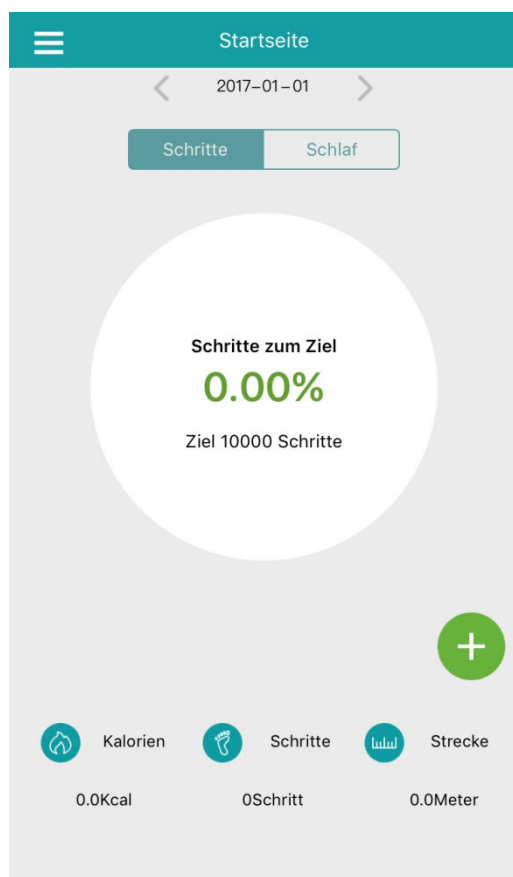 Startseite
2017-01-01
Schritte Schlaf
Schritte zum Ziel
0.00%
Ziel 10000 Schritte
Kalorien Schritte Strecke
0.0Kcal 0Schritt 0.0Meter